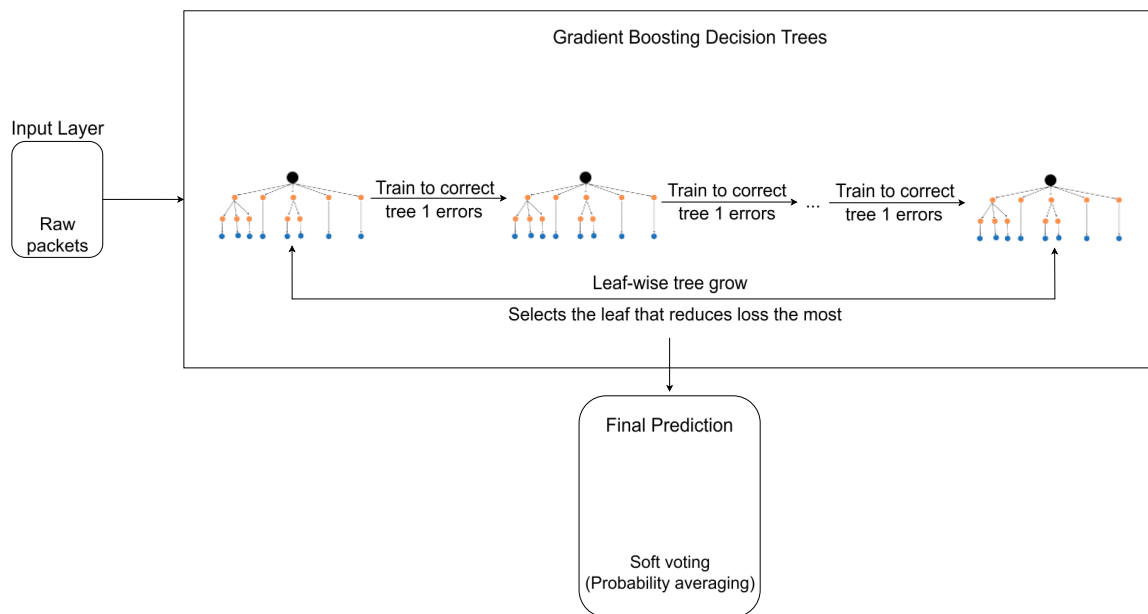 Gradient Boosting Decision Trees
Input Layer
Raw
packets
Train to correct
tree 1 errors
Train to correct
tree 1 errors
...
Train to correct
tree 1 errors
Leaf-wise tree grow
Selects the leaf that reduces loss the most
Final Prediction
Soft voting
(Probability averaging)